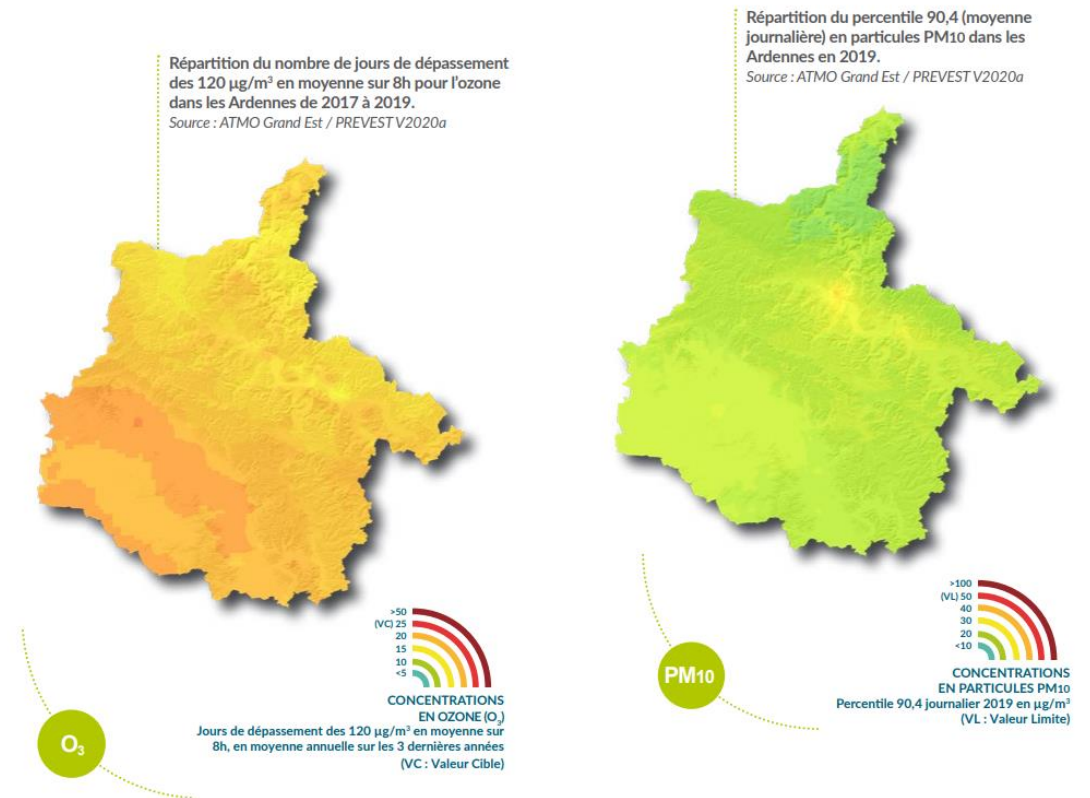 Répartition du nombre de jours de dépassement
des 120 µg/m³ en moyenne sur 8h pour l'ozone
dans les Ardennes de 2017 à 2019.
Source : ATMO Grand Est / PREVEST V2020a
>50
(VC) 25
20
15
10
<5
CONCENTRATIONS
EN OZONE (O₃)
Jours de dépassement des 120 µg/m³ en moyenne sur
8h, en moyenne annuelle sur les 3 dernières années
(VC : Valeur Cible)
O₃
Répartition du percentile 90,4 (moyenne
journalière) en particules PM10 dans les
Ardennes en 2019.
Source : ATMO Grand Est / PREVEST V2020a
>100
(VL) 50
40
30
20
<10
CONCENTRATIONS
EN PARTICULES PM10
Percentile 90,4 journalier 2019 en µg/m³
(VL : Valeur Limite)
PM10